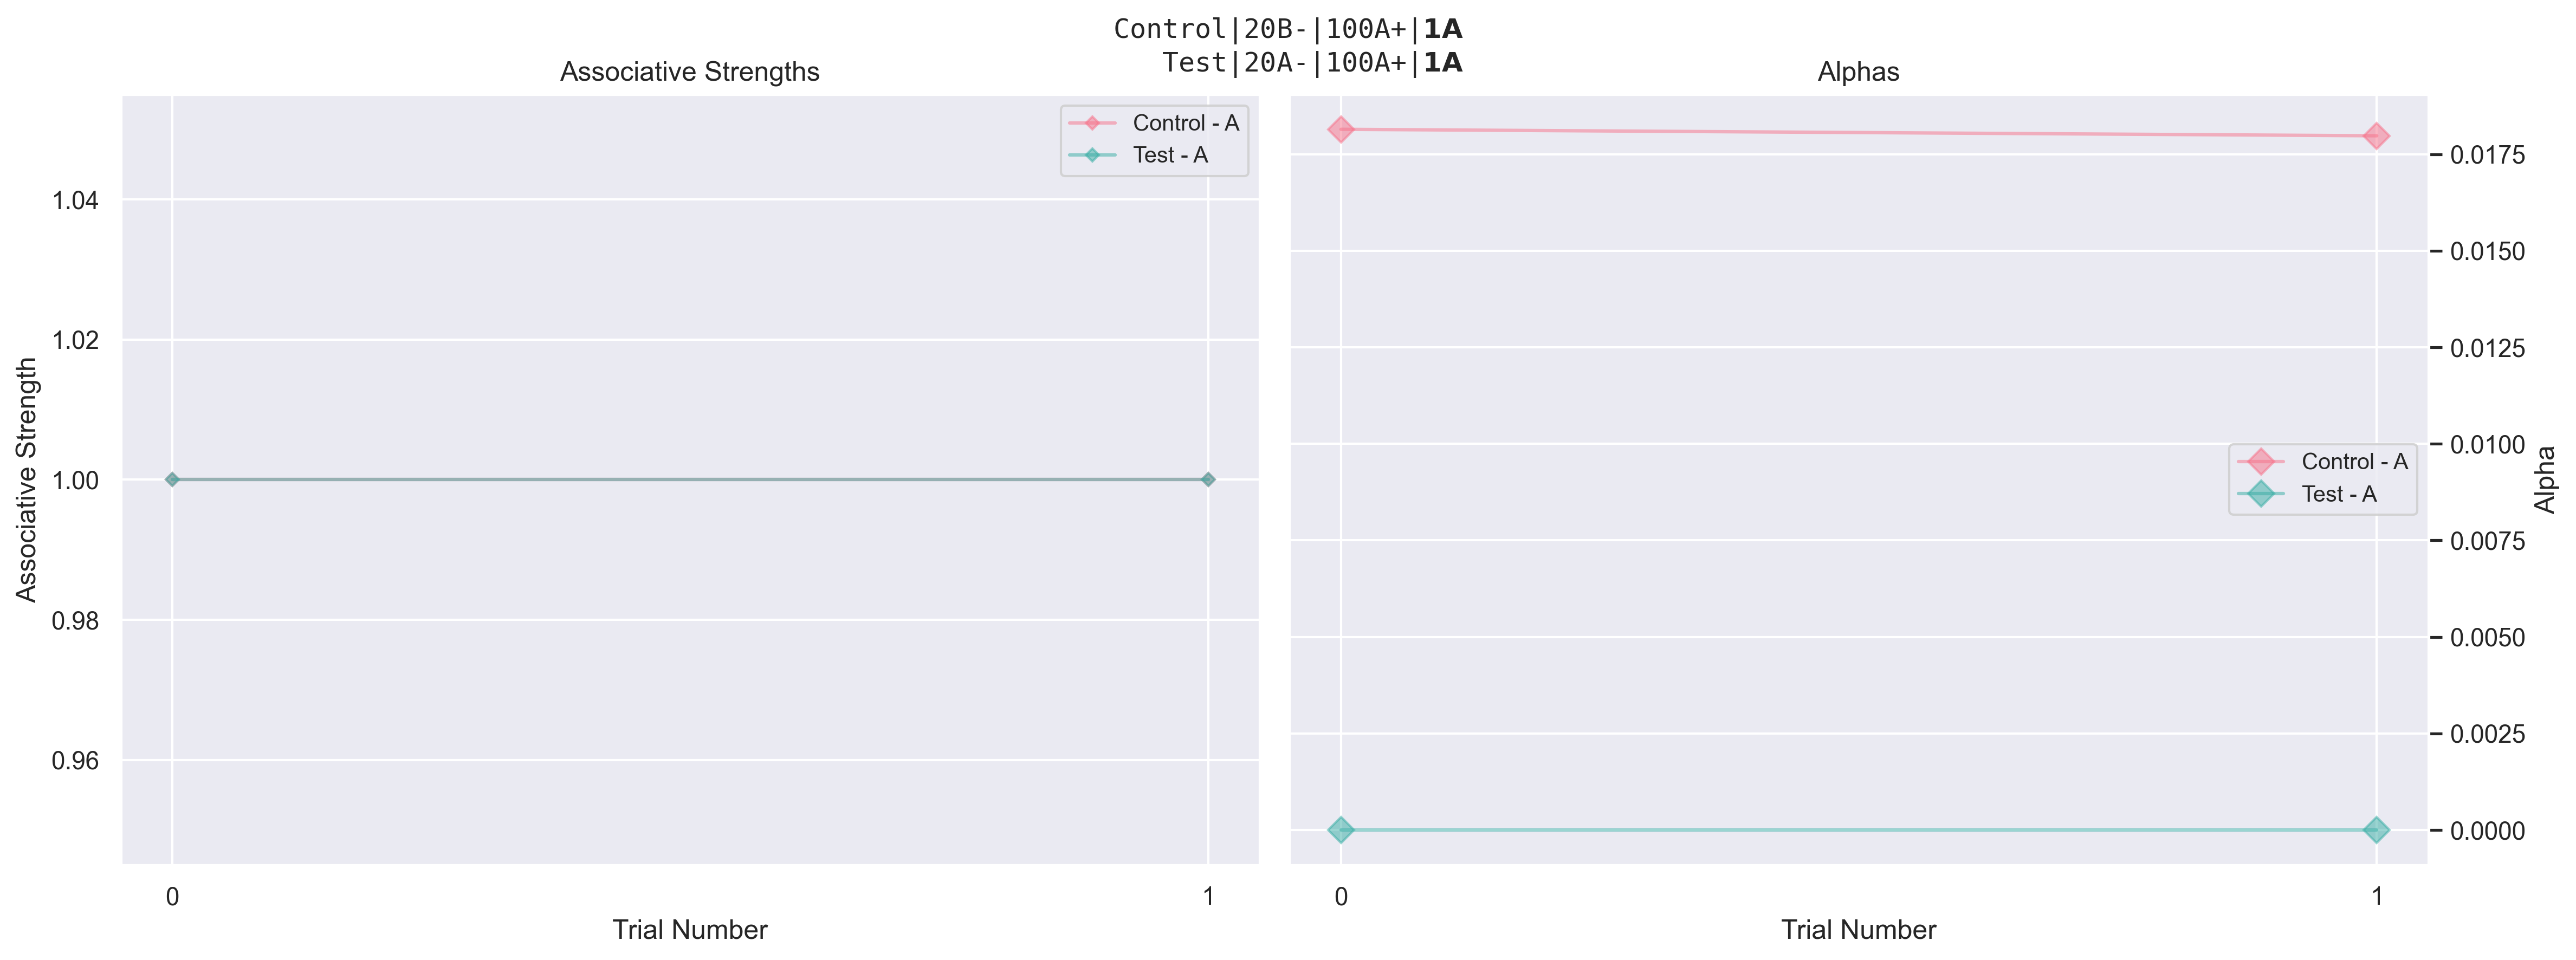 Control|20B-|100A+|1A
Test|20A-|100A+|1A
Associative Strengths
Control - A
Test - A
1.04
1.02
1.00
0.98
0.96
Associative Strength
0
1
Trial Number
Alphas
0.0175
0.0150
0.0125
0.0100
0.0075
0.0050
0.0025
0.0000
Control - A
Test - A
Alpha
0
1
Trial Number